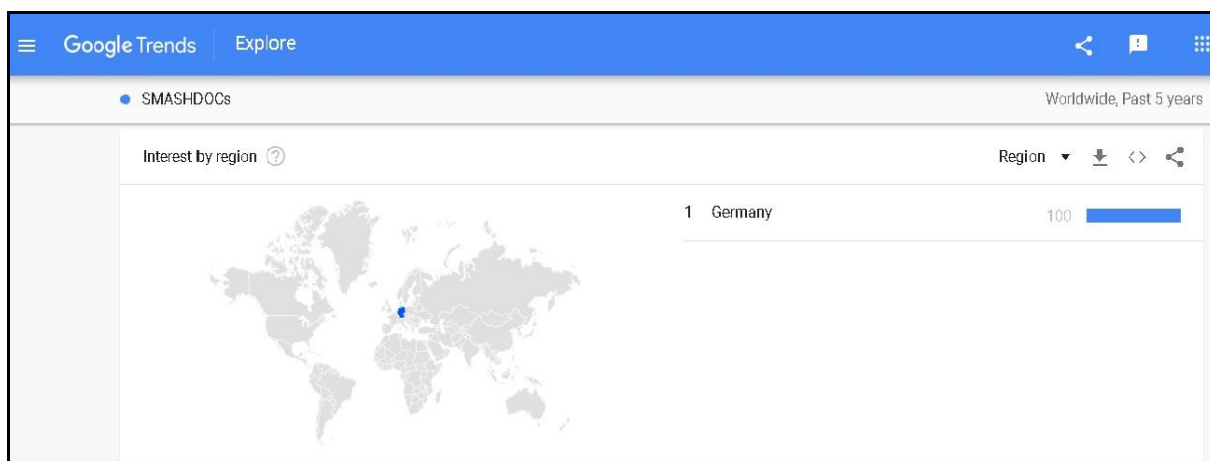 Google Trends Explore
SMASHDOCs Worldwide, Past 5 years
Interest by region ? Region
1 Germany 100